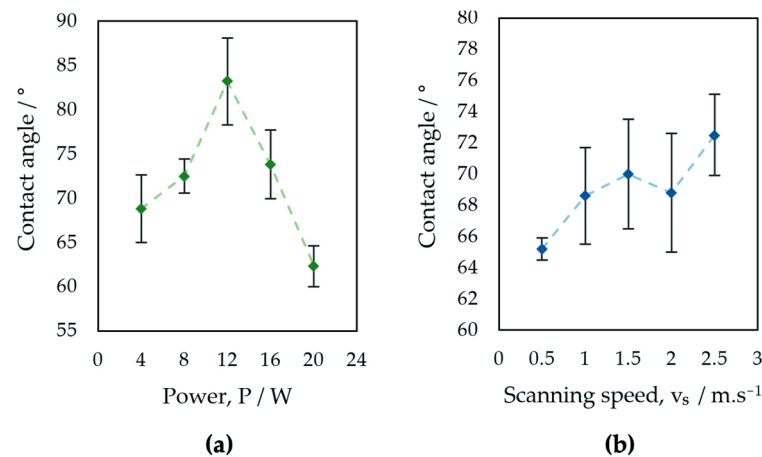 90
85
80
75
70
65
60
55
Contact angle / °
0 4 8 12 16 20 24
Power, P / W
(a)
80
78
76
74
72
70
68
66
64
62
60
Contact angle / °
0 0.5 1 1.5 2 2.5 3
Scanning speed, vₛ / m.s⁻¹
(b)